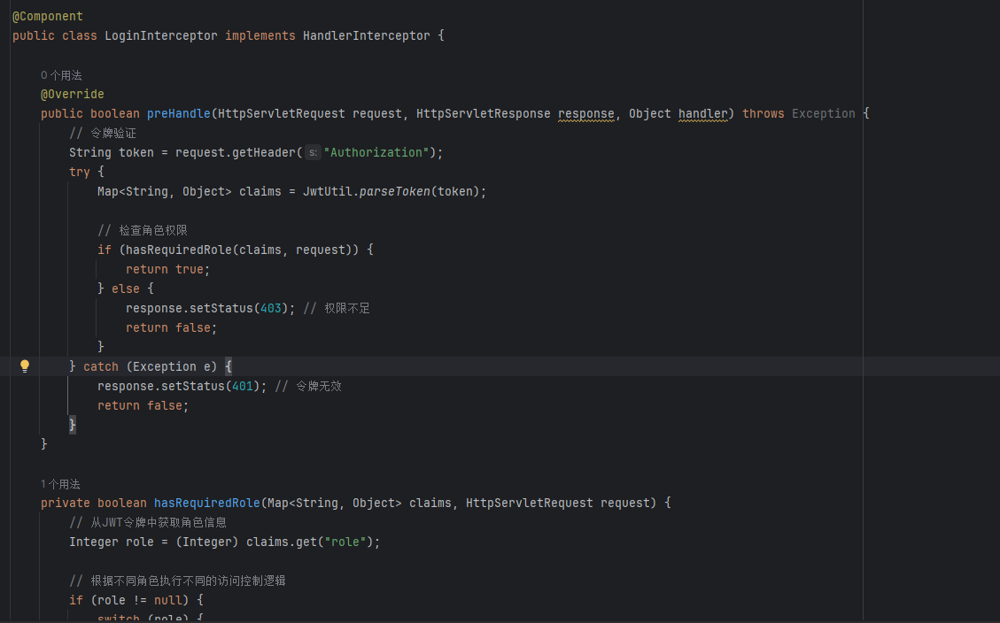 @Component
public class LoginInterceptor implements HandlerInterceptor {
0 个用法
@Override
public boolean preHandle(HttpServletRequest request, HttpServletResponse response, Object handler) throws Exception {
// 令牌验证
String token = request.getHeader( s: "Authorization");
try {
Map<String, Object> claims = JwtUtil.parseToken(token);
// 检查角色权限
if (hasRequiredRole(claims, request)) {
return true;
} else {
response.setStatus(403); // 权限不足
return false;
}
} catch (Exception e) {
response.setStatus(401); // 令牌无效
return false;
}
}
1 个用法
private boolean hasRequiredRole(Map<String, Object> claims, HttpServletRequest request) {
// 从JWT令牌中获取角色信息
Integer role = (Integer) claims.get("role");
// 根据不同角色执行不同的访问控制逻辑
if (role != null) {
switch (role) {